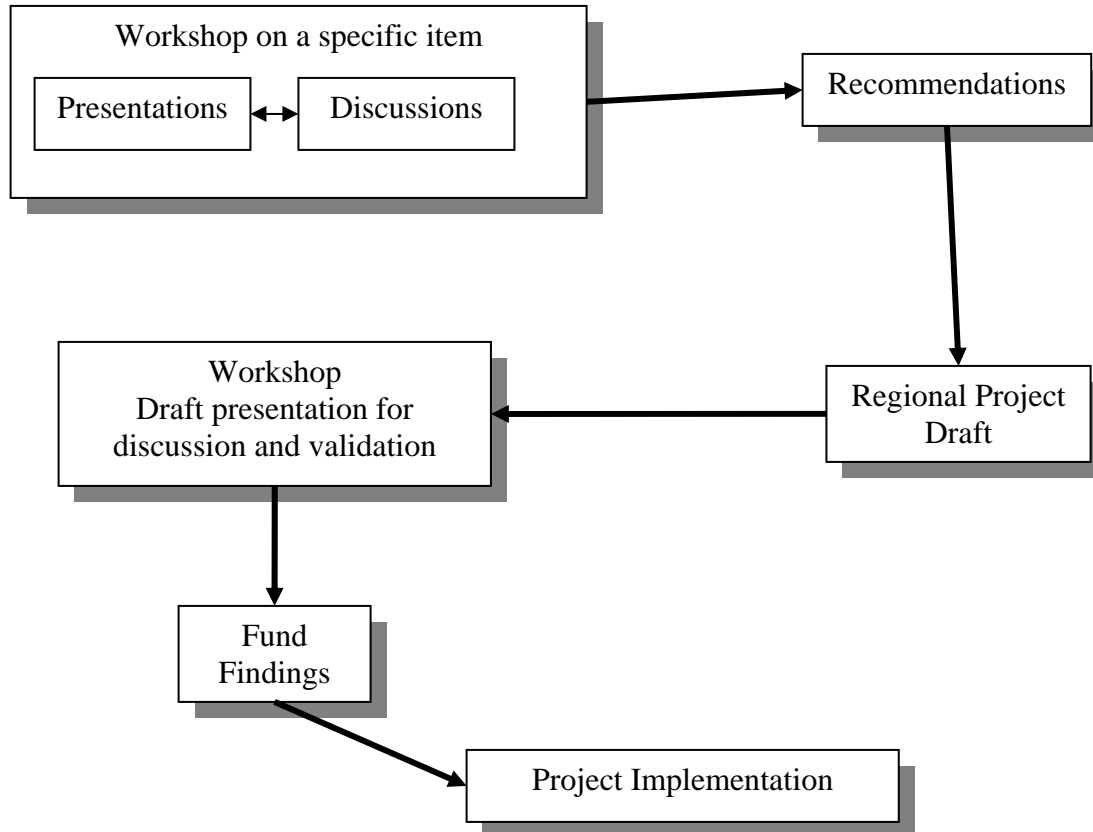 Workshop on a specific item
Presentations
Discussions
Recommendations
Regional Project
Draft
Workshop
Draft presentation for
discussion and validation
Fund
Findings
Project Implementation